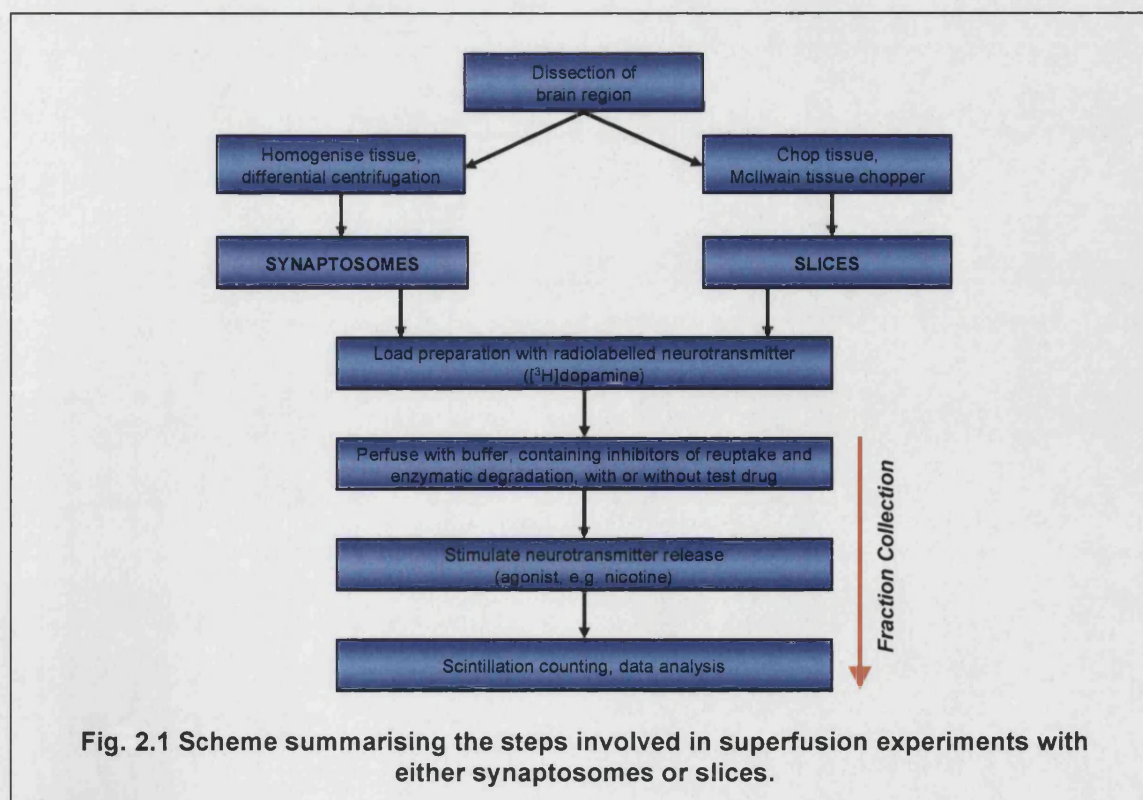 Dissection of
brain region
Homogenise tissue,
differential centrifugation
Chop tissue,
McIlwain tissue chopper
SYNAPTOSOMES
SLICES
Load preparation with radiolabelled neurotransmitter
([³H]dopamine)
Perfuse with buffer, containing inhibitors of reuptake and
enzymatic degradation, with or without test drug
Stimulate neurotransmitter release
(agonist, e.g. nicotine)
Scintillation counting, data analysis
Fraction Collection
Fig. 2.1 Scheme summarising the steps involved in superfusion experiments with
either synaptosomes or slices.